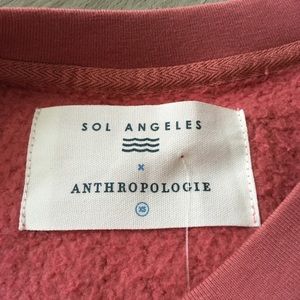 SOL ANGELES
x
ANTHROPOLOGIE
XS